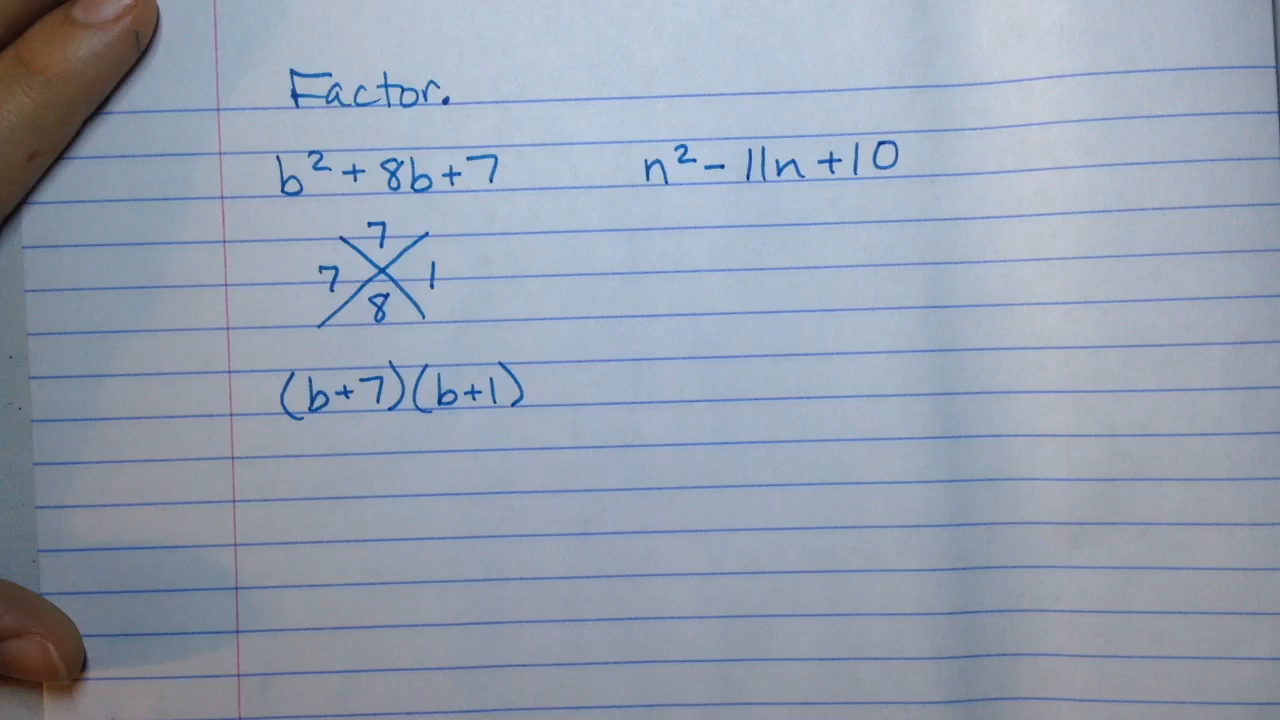 Factor.
b² + 8b + 7 n² - 11n + 10
7
7 1
8
(b+7)(b+1)